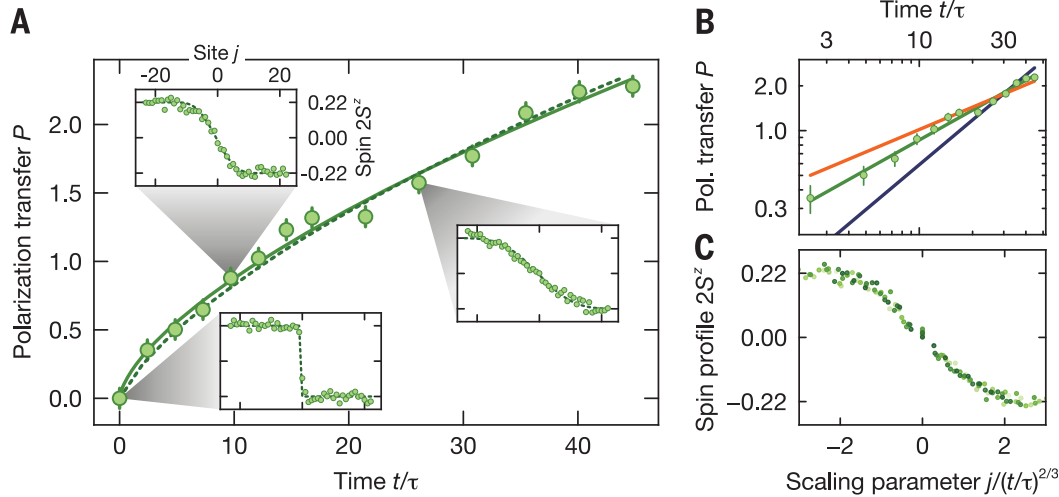 A
Site j
−20 0 20
0.22
0.00
−0.22
Spin 2S^z
Polarization transfer P
2.0
1.5
1.0
0.5
0.0
0 10 20 30 40
Time t/τ
B
Time t/τ
3 10 30
Pol. transfer P
2.0
1.0
0.3
C
Spin profile 2S^z
0.22
0.00
−0.22
−2 0 2
Scaling parameter j/(t/τ)^2/3